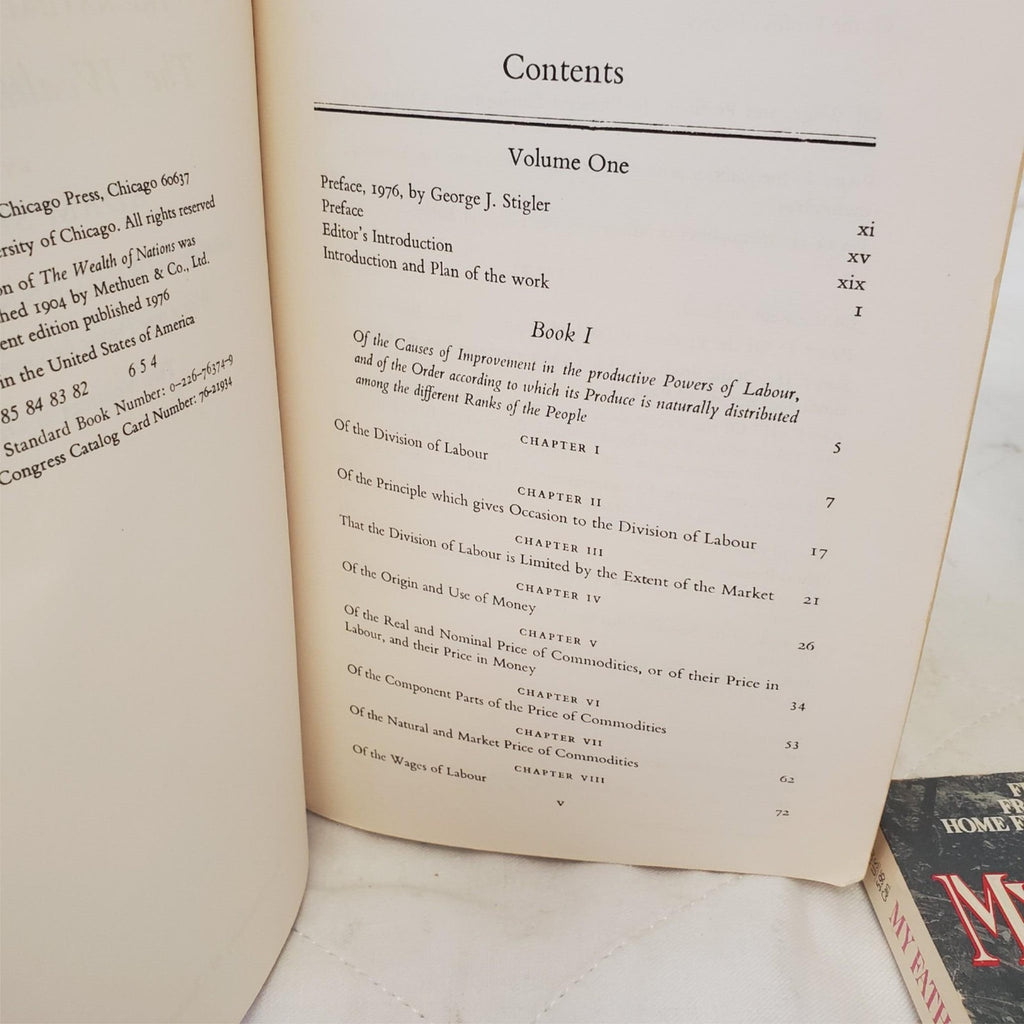 Chicago Press, Chicago 60637
of Chicago. All rights reserved
of The Wealth of Nations was
1904 by Methuen & Co., Ltd.
edition published 1976
in the United States of America
85 84 83 82 6 5 4
Standard Book Number: 0-226-76374-9
Congress Catalog Card Number: 76-21934
Contents
Volume One
Preface, 1976, by George J. Stigler xi
Preface xv
Editor's Introduction xix
Introduction and Plan of the work 1
Book I
Of the Causes of Improvement in the productive Powers of Labour,
and of the Order according to which its Produce is naturally distributed
among the different Ranks of the People 5
CHAPTER I
Of the Division of Labour 7
CHAPTER II
Of the Principle which gives Occasion to the Division of Labour 17
CHAPTER III
That the Division of Labour is Limited by the Extent of the Market 21
CHAPTER IV
Of the Origin and Use of Money 26
CHAPTER V
Of the Real and Nominal Price of Commodities, or of their Price in
Labour, and their Price in Money 34
CHAPTER VI
Of the Component Parts of the Price of Commodities 53
CHAPTER VII
Of the Natural and Market Price of Commodities 62
CHAPTER VIII
Of the Wages of Labour 72
v
HOME
MY
MY